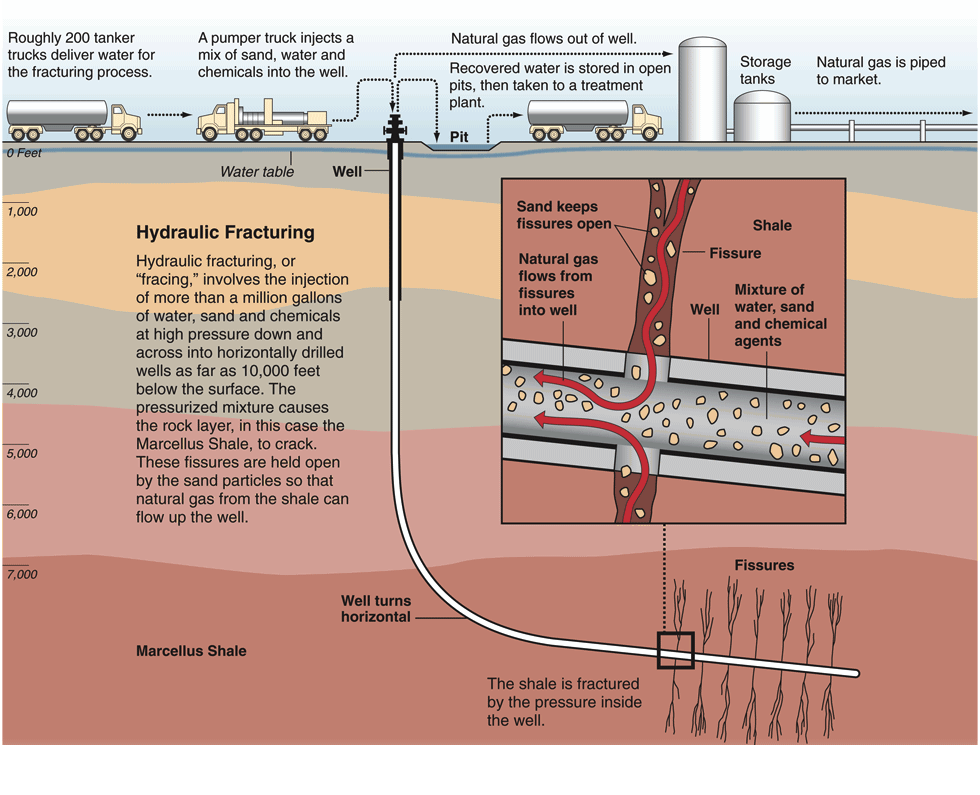 Roughly 200 tanker
trucks deliver water for
the fracturing process.
A pumper truck injects a
mix of sand, water and
chemicals into the well.
Natural gas flows out of well.
Recovered water is stored in open
pits, then taken to a treatment
plant.
Storage
tanks
Natural gas is piped
to market.
Pit
0 Feet
Water table
Well
1,000
2,000
3,000
4,000
5,000
6,000
7,000
Hydraulic Fracturing
Hydraulic fracturing, or
“fracing,” involves the injection
of more than a million gallons
of water, sand and chemicals
at high pressure down and
across into horizontally drilled
wells as far as 10,000 feet
below the surface. The
pressurized mixture causes
the rock layer, in this case the
Marcellus Shale, to crack.
These fissures are held open
by the sand particles so that
natural gas from the shale can
flow up the well.
Sand keeps
fissures open
Shale
Fissure
Natural gas
flows from
fissures
into well
Well
Mixture of
water, sand
and chemical
agents
Fissures
Well turns
horizontal
Marcellus Shale
The shale is fractured
by the pressure inside
the well.